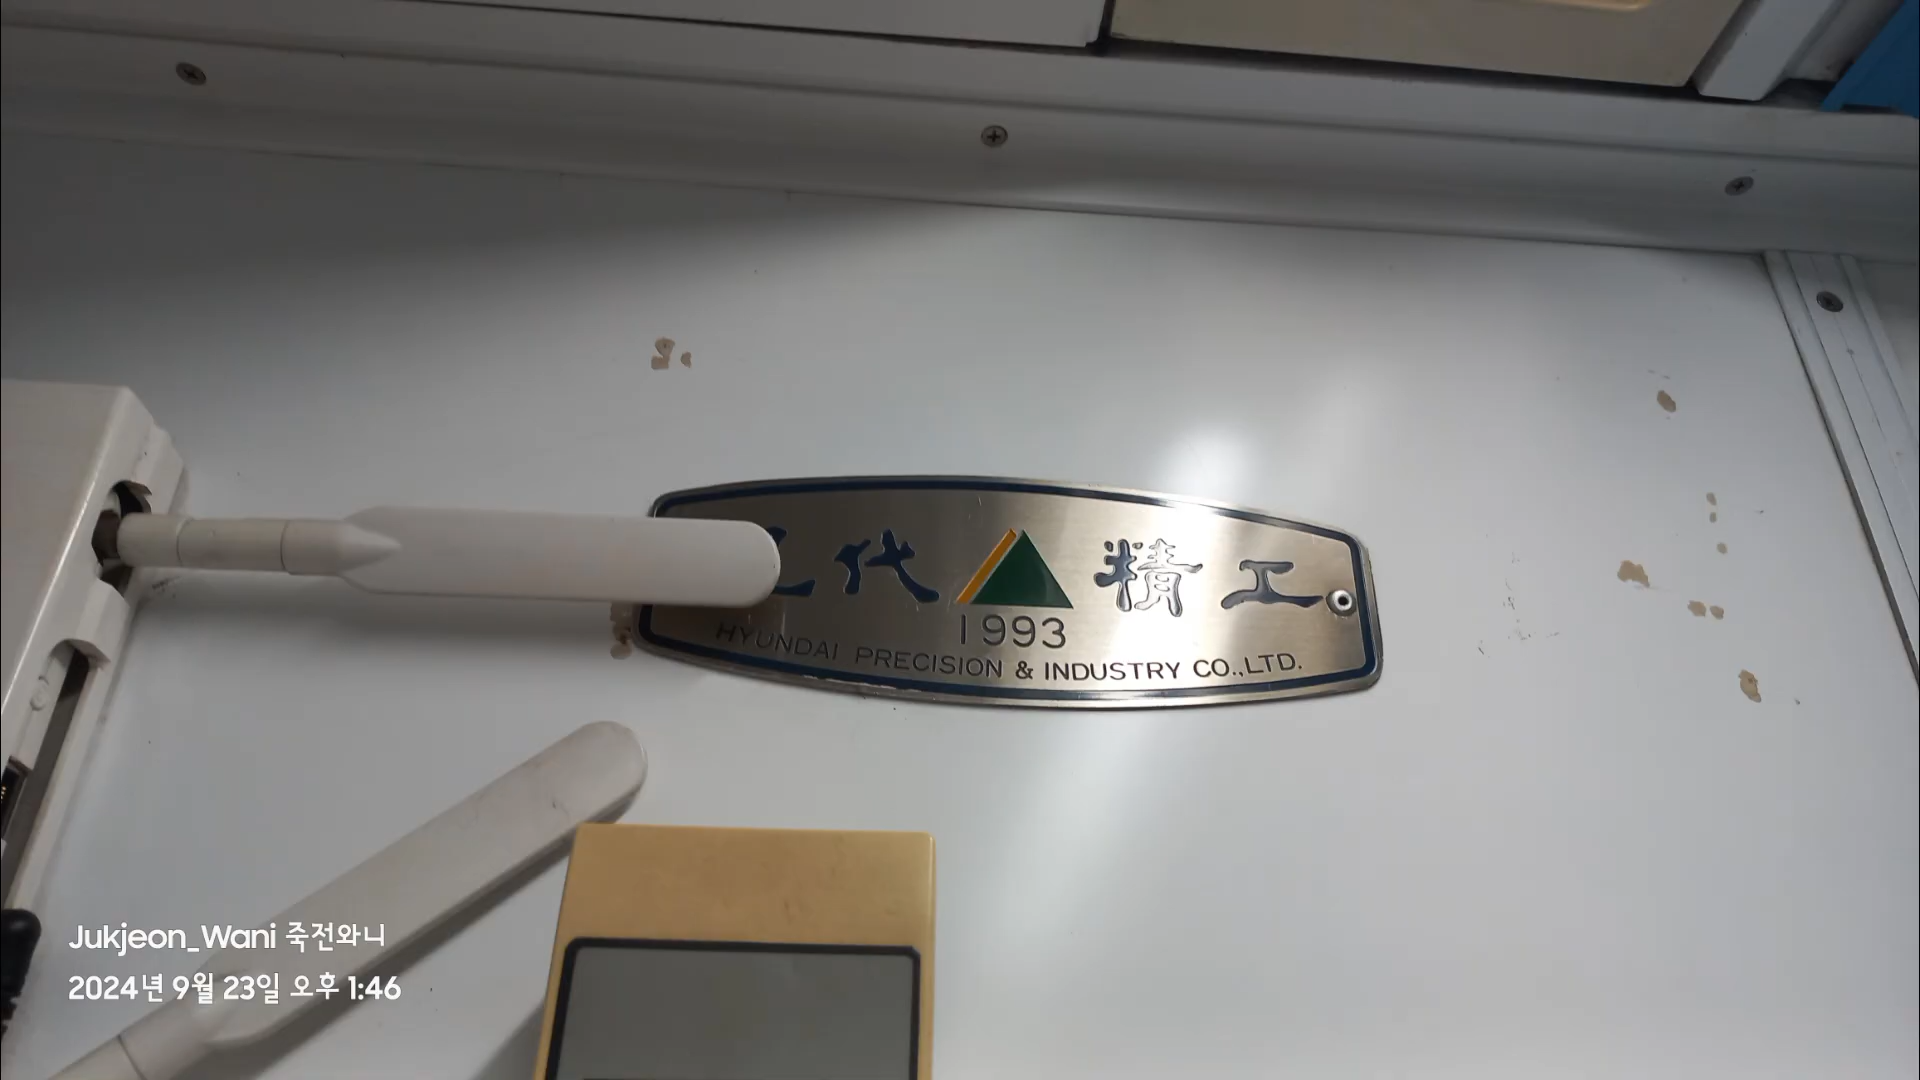 代 精 工
1993
HYUNDAI PRECISION & INDUSTRY CO.,LTD.
Jukjeon_Wani 죽전와니
2024년 9월 23일 오후 1:46